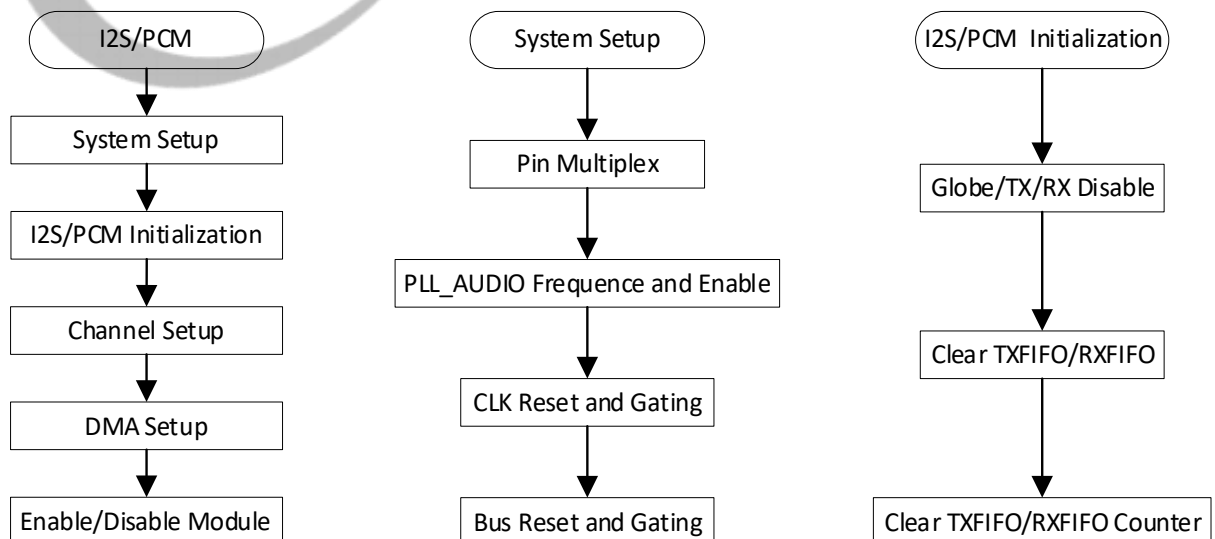 I2S/PCM
System Setup
I2S/PCM Initialization
Channel Setup
DMA Setup
Enable/Disable Module
System Setup
Pin Multiplex
PLL_AUDIO Frequence and Enable
CLK Reset and Gating
Bus Reset and Gating
I2S/PCM Initialization
Globe/TX/RX Disable
Clear TXFIFO/RXFIFO
Clear TXFIFO/RXFIFO Counter